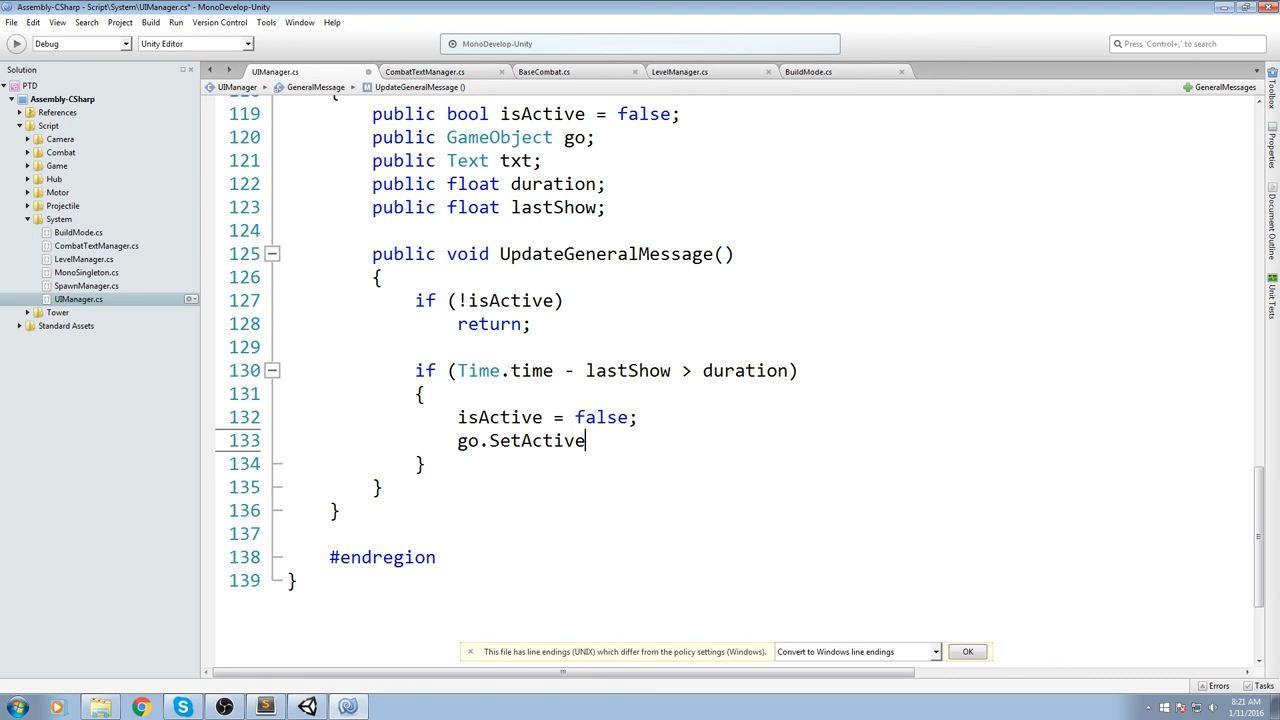 Assembly-CSharp - Script\System\UIManager.cs* - MonoDevelop-Unity
File Edit View Search Project Build Run Version Control Tools Window Help
Debug Unity Editor MonoDevelop-Unity Press 'Control+,' to search
Solution
UIManager.cs CombatTextManager.cs BaseCombat.cs LevelManager.cs BuildMode.cs
UIManager GeneralMessage UpdateGeneralMessage () GeneralMessages
PTD
Assembly-CSharp
References
Script
Camera
Combat
Game
Hub
Motor
Projectile
System
BuildMode.cs
CombatTextManager.cs
LevelManager.cs
MonoSingleton.cs
SpawnManager.cs
UIManager.cs
Tower
Standard Assets
{
119 public bool isActive = false;
120 public GameObject go;
121 public Text txt;
122 public float duration;
123 public float lastShow;
124
125 public void UpdateGeneralMessage()
126 {
127 if (!isActive)
128 return;
129
130 if (Time.time - lastShow > duration)
131 {
132 isActive = false;
133 go.SetActive
134 }
135 }
136 }
137
138 #endregion
139 }
Toolbox
Properties
Document Outline
Unit Tests
This file has line endings (UNIX) which differ from the policy settings (Windows). Convert to Windows line endings OK
Errors Tasks
8:21 AM
1/11/2016